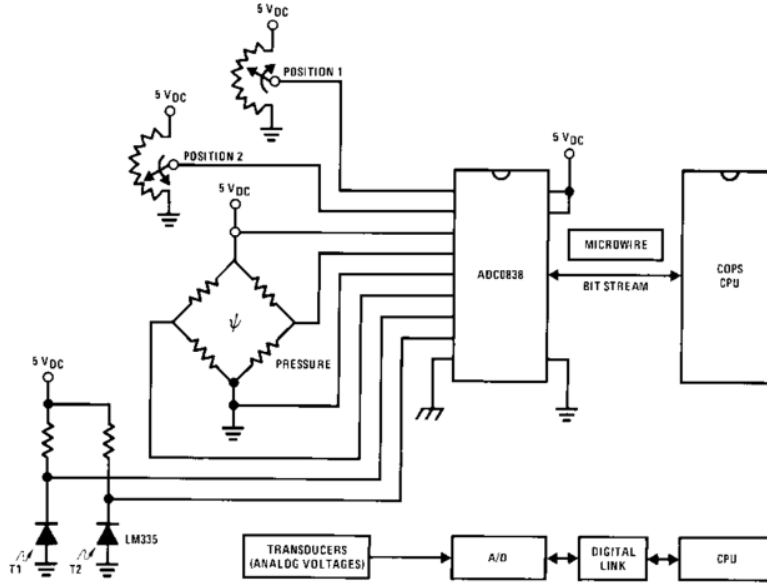 5 VDC
POSITION 1
5 VDC
POSITION 2
5 VDC
5 VDC
ADC0838
MICROWIRE
BIT STREAM
COPS
CPU
ψ
PRESSURE
5 VDC
T1
T2
LM335
TRANSDUCERS
(ANALOG VOLTAGES)
A/D
DIGITAL
LINK
CPU